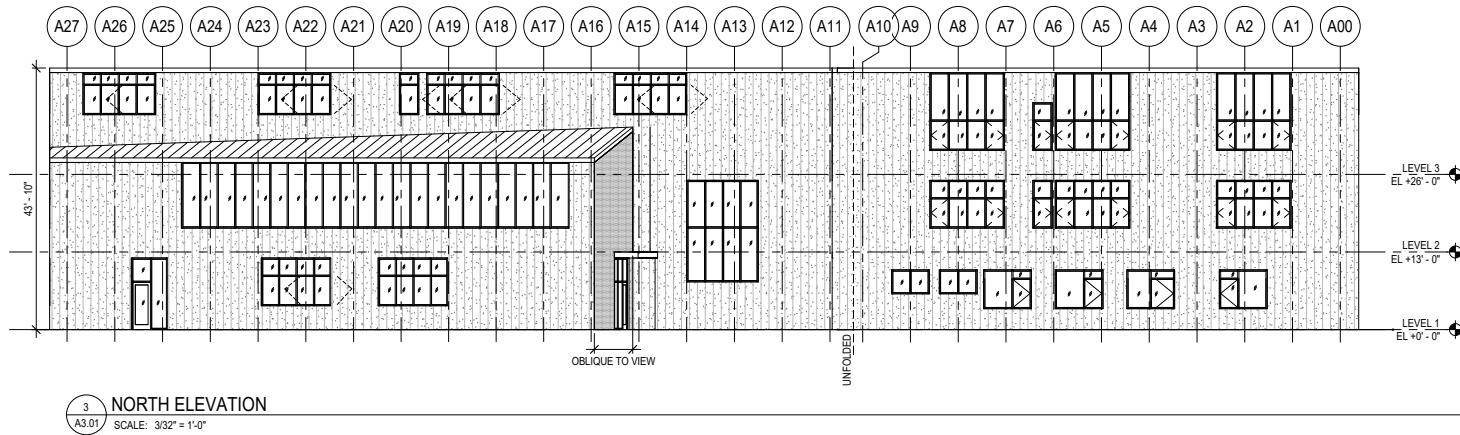 A27 A26 A25 A24 A23 A22 A21 A20 A19 A18 A17 A16 A15 A14 A13 A12 A11 A10 A9 A8 A7 A6 A5 A4 A3 A2 A1 A00
43' - 10"
LEVEL 3
EL +26' - 0"
LEVEL 2
EL +13' - 0"
LEVEL 1
EL +0' - 0"
OBLIQUE TO VIEW
UNFOLDED
3
A3.01
NORTH ELEVATION
SCALE: 3/32" = 1'-0"